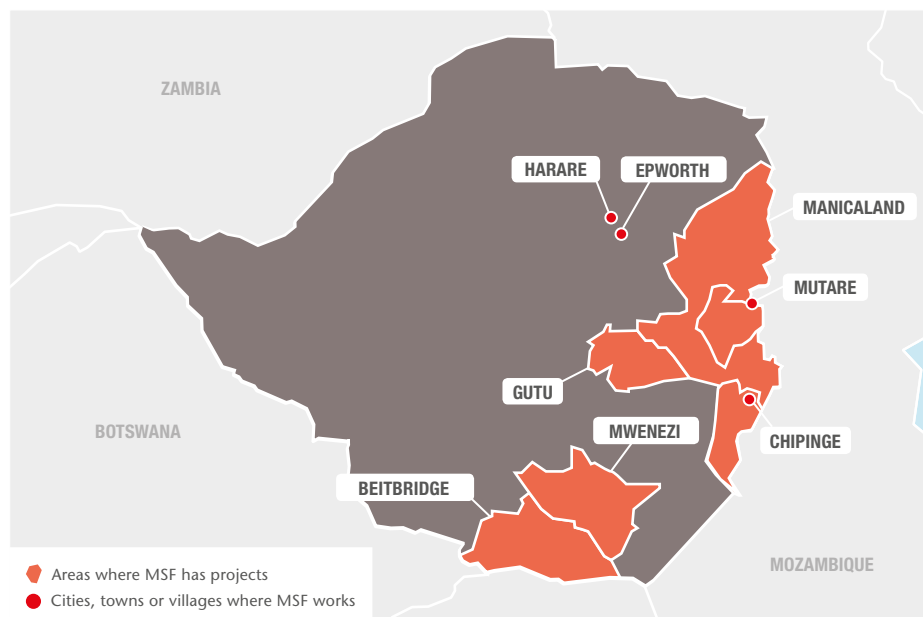 ZAMBIA
HARARE
EPWORTH
MANICALAND
MUTARE
GUTU
MWENEZI
BOTSWANA
CHIPINGE
BEITBRIDGE
MOZAMBIQUE
Areas where MSF has projects
Cities, towns or villages where MSF works